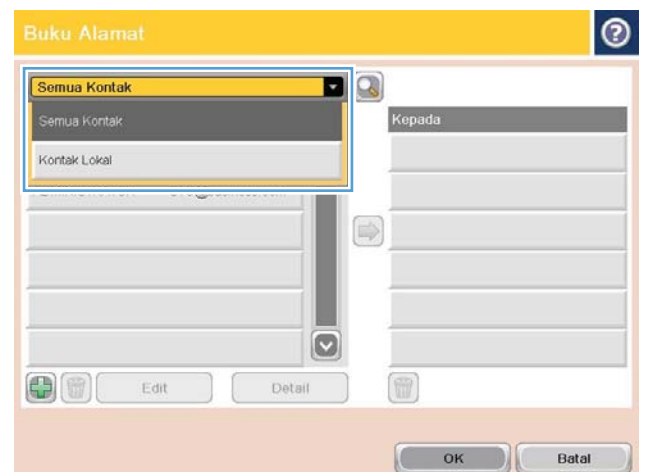 Buku Alamat
Semua Kontak
Semua Kontak
Kontak Lokal
Kepada
Edit
Detail
OK
Batal